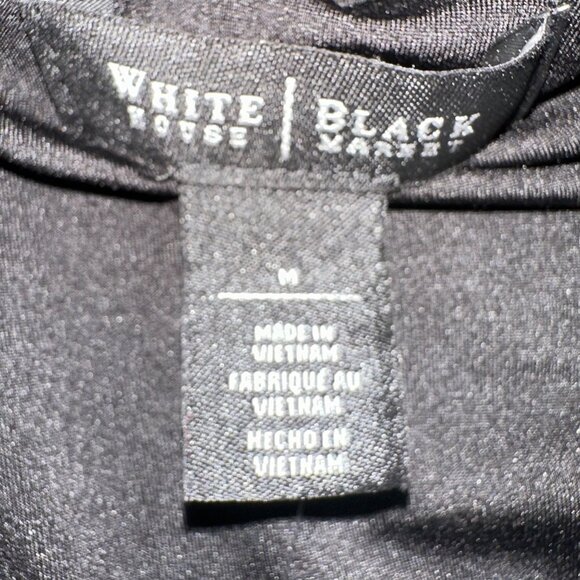 WHITE | BLACK
HOUSE | MARKET
M
MADE IN
VIETNAM
FABRIQUÉ AU
VIETNAM
HECHO EN
VIETNAM